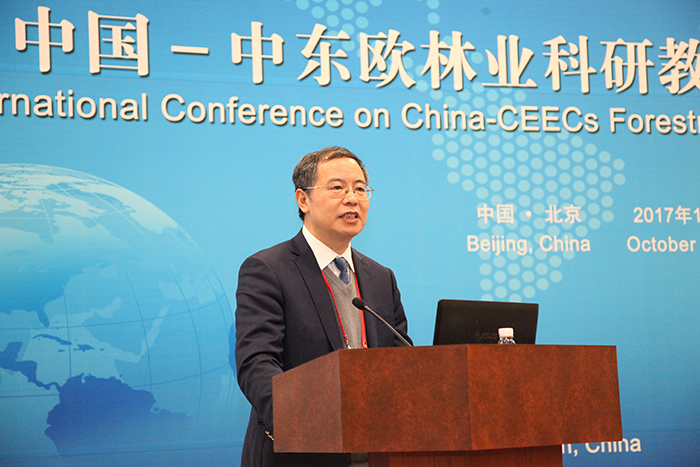 中国－中东欧林业科研教
rnational Conference on China-CEECs Forest
中国·北京 2017年1
Beijing, China October
, China